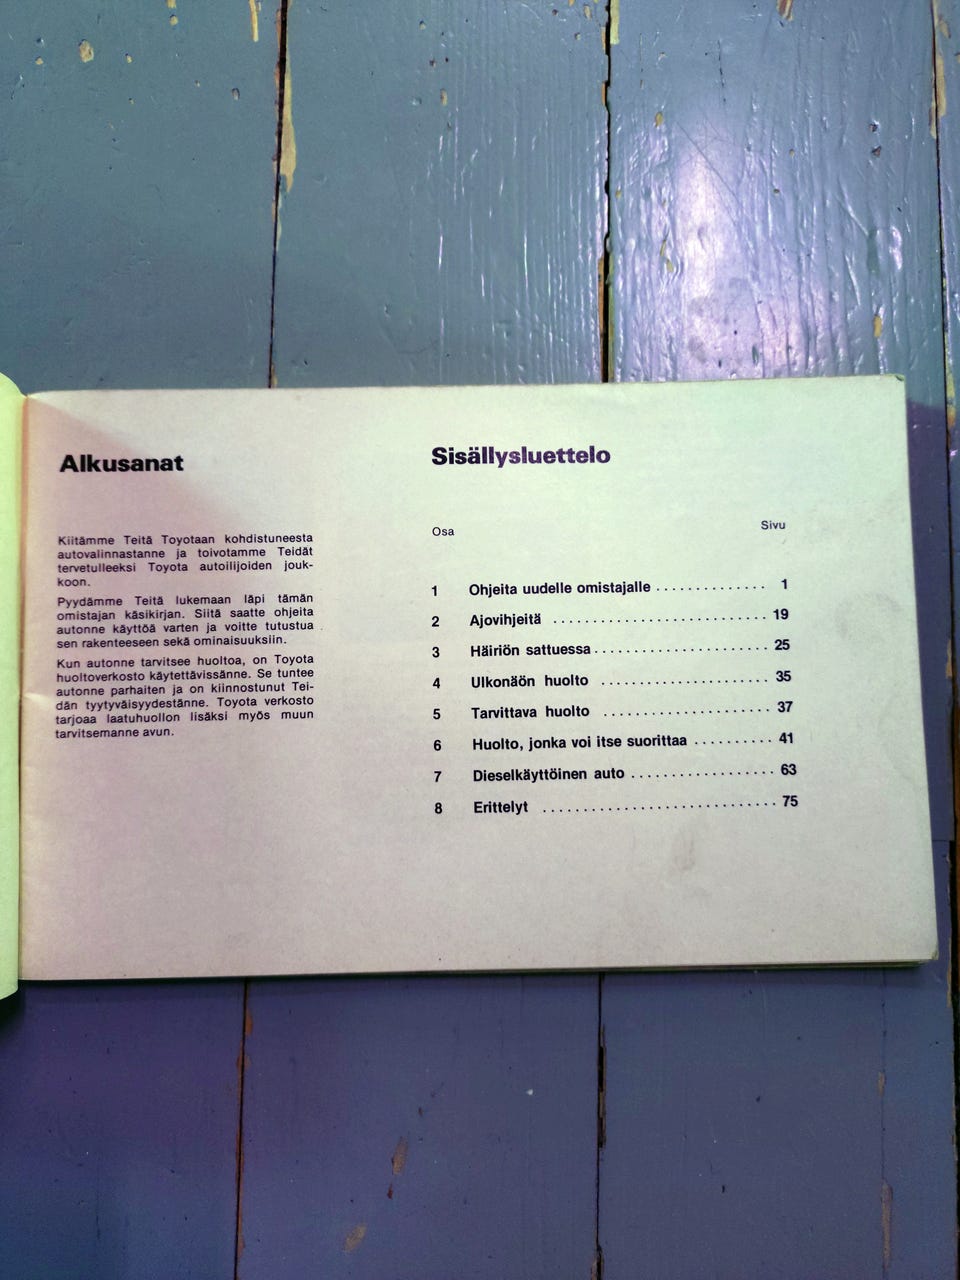 Alkusanat
Kiitämme Teitä Toyotaan kohdistuneesta
autovalinnastanne ja toivotamme Teidät
tervetulleeksi Toyota autoilijoiden jouk-
koon.
Pyydämme Teitä lukemaan läpi tämän
omistajan käsikirjan. Siitä saatte ohjeita
autonne käyttöä varten ja voitte tutustua
sen rakenteeseen sekä ominaisuuksiin.
Kun autonne tarvitsee huoltoa, on Toyota
huoltoverkosto käytettävissänne. Se tuntee
autonne parhaiten ja on kiinnostunut Tei-
dän tyytyväisyydestänne. Toyota verkosto
tarjoaa laatuhuollon lisäksi myös muun
tarvitsemanne avun.
Sisällysluettelo
Osa Sivu
1 Ohjeita uudelle omistajalle . . . . . . . . . . . . . 1
2 Ajovihjeitä . . . . . . . . . . . . . . . . . . . . . . . . . . . 19
3 Häiriön sattuessa . . . . . . . . . . . . . . . . . . . . . . 25
4 Ulkonäön huolto . . . . . . . . . . . . . . . . . . . . . 35
5 Tarvittava huolto . . . . . . . . . . . . . . . . . . . . . 37
6 Huolto, jonka voi itse suorittaa . . . . . . . . . . 41
7 Dieselkäyttöinen auto . . . . . . . . . . . . . . . . . . 63
8 Erittelyt . . . . . . . . . . . . . . . . . . . . . . . . . . . . . 75